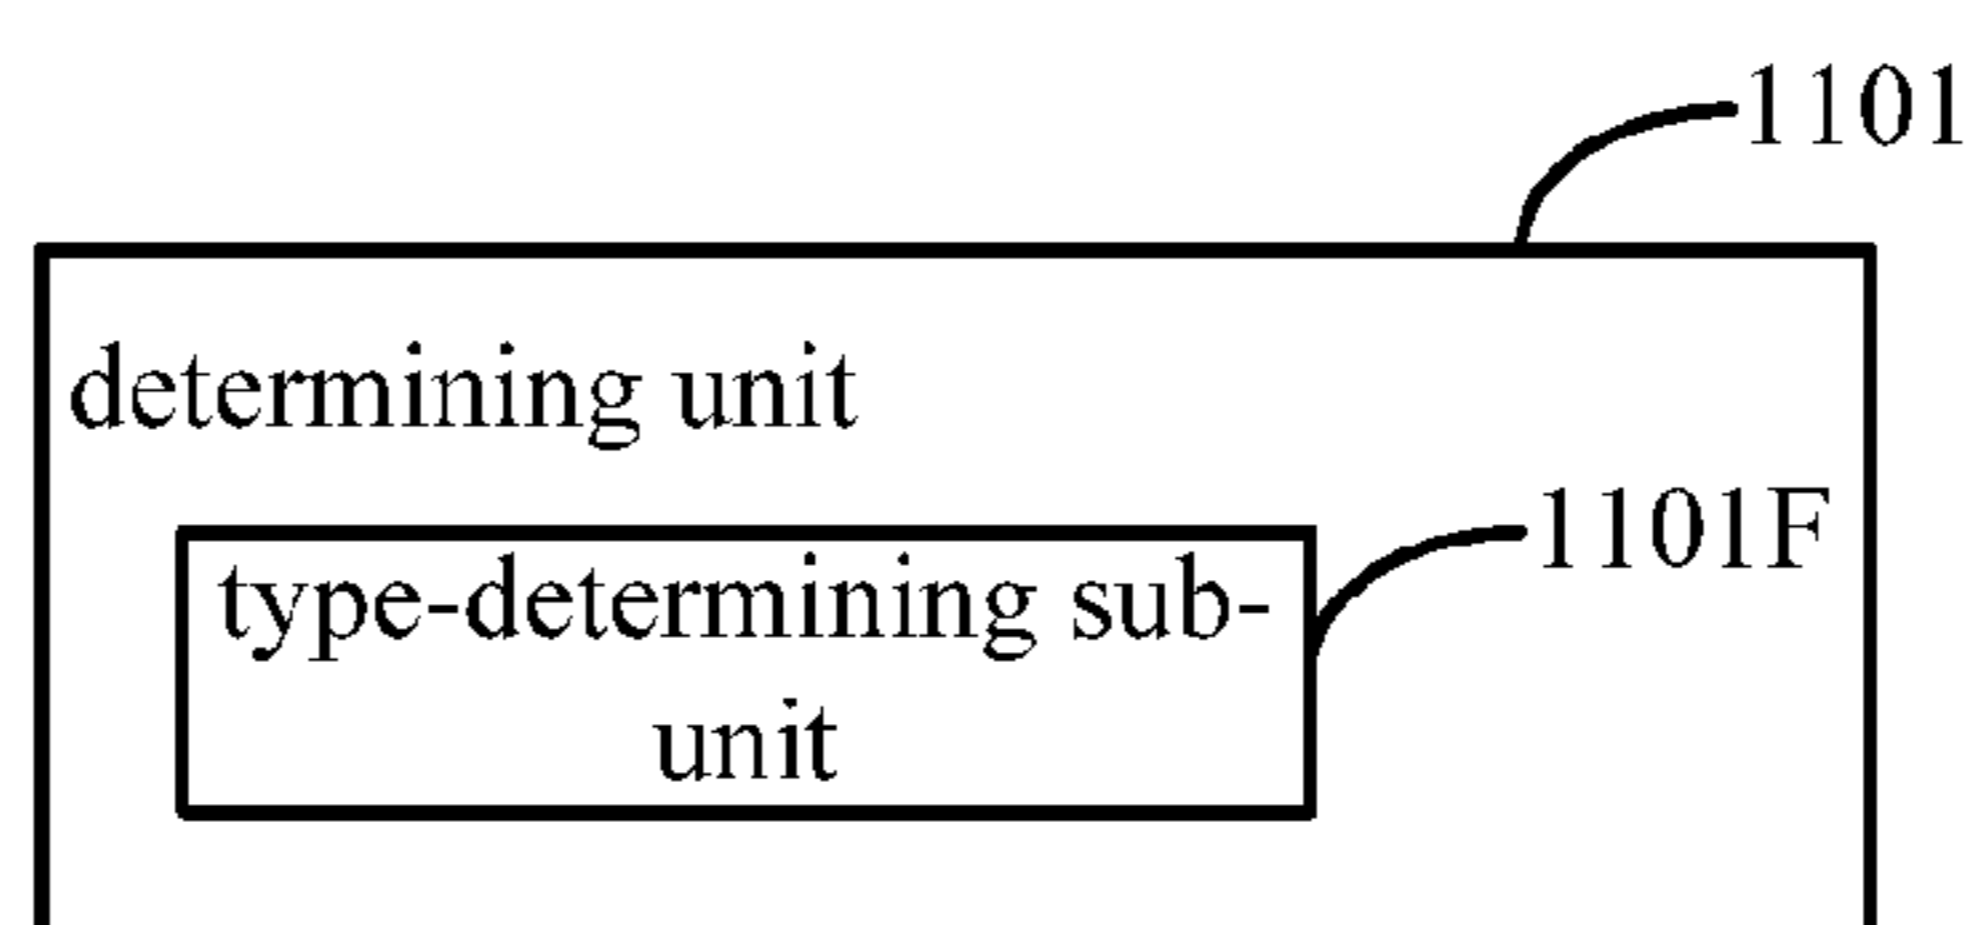 1101
determining unit
1101F
type-determining sub-
unit